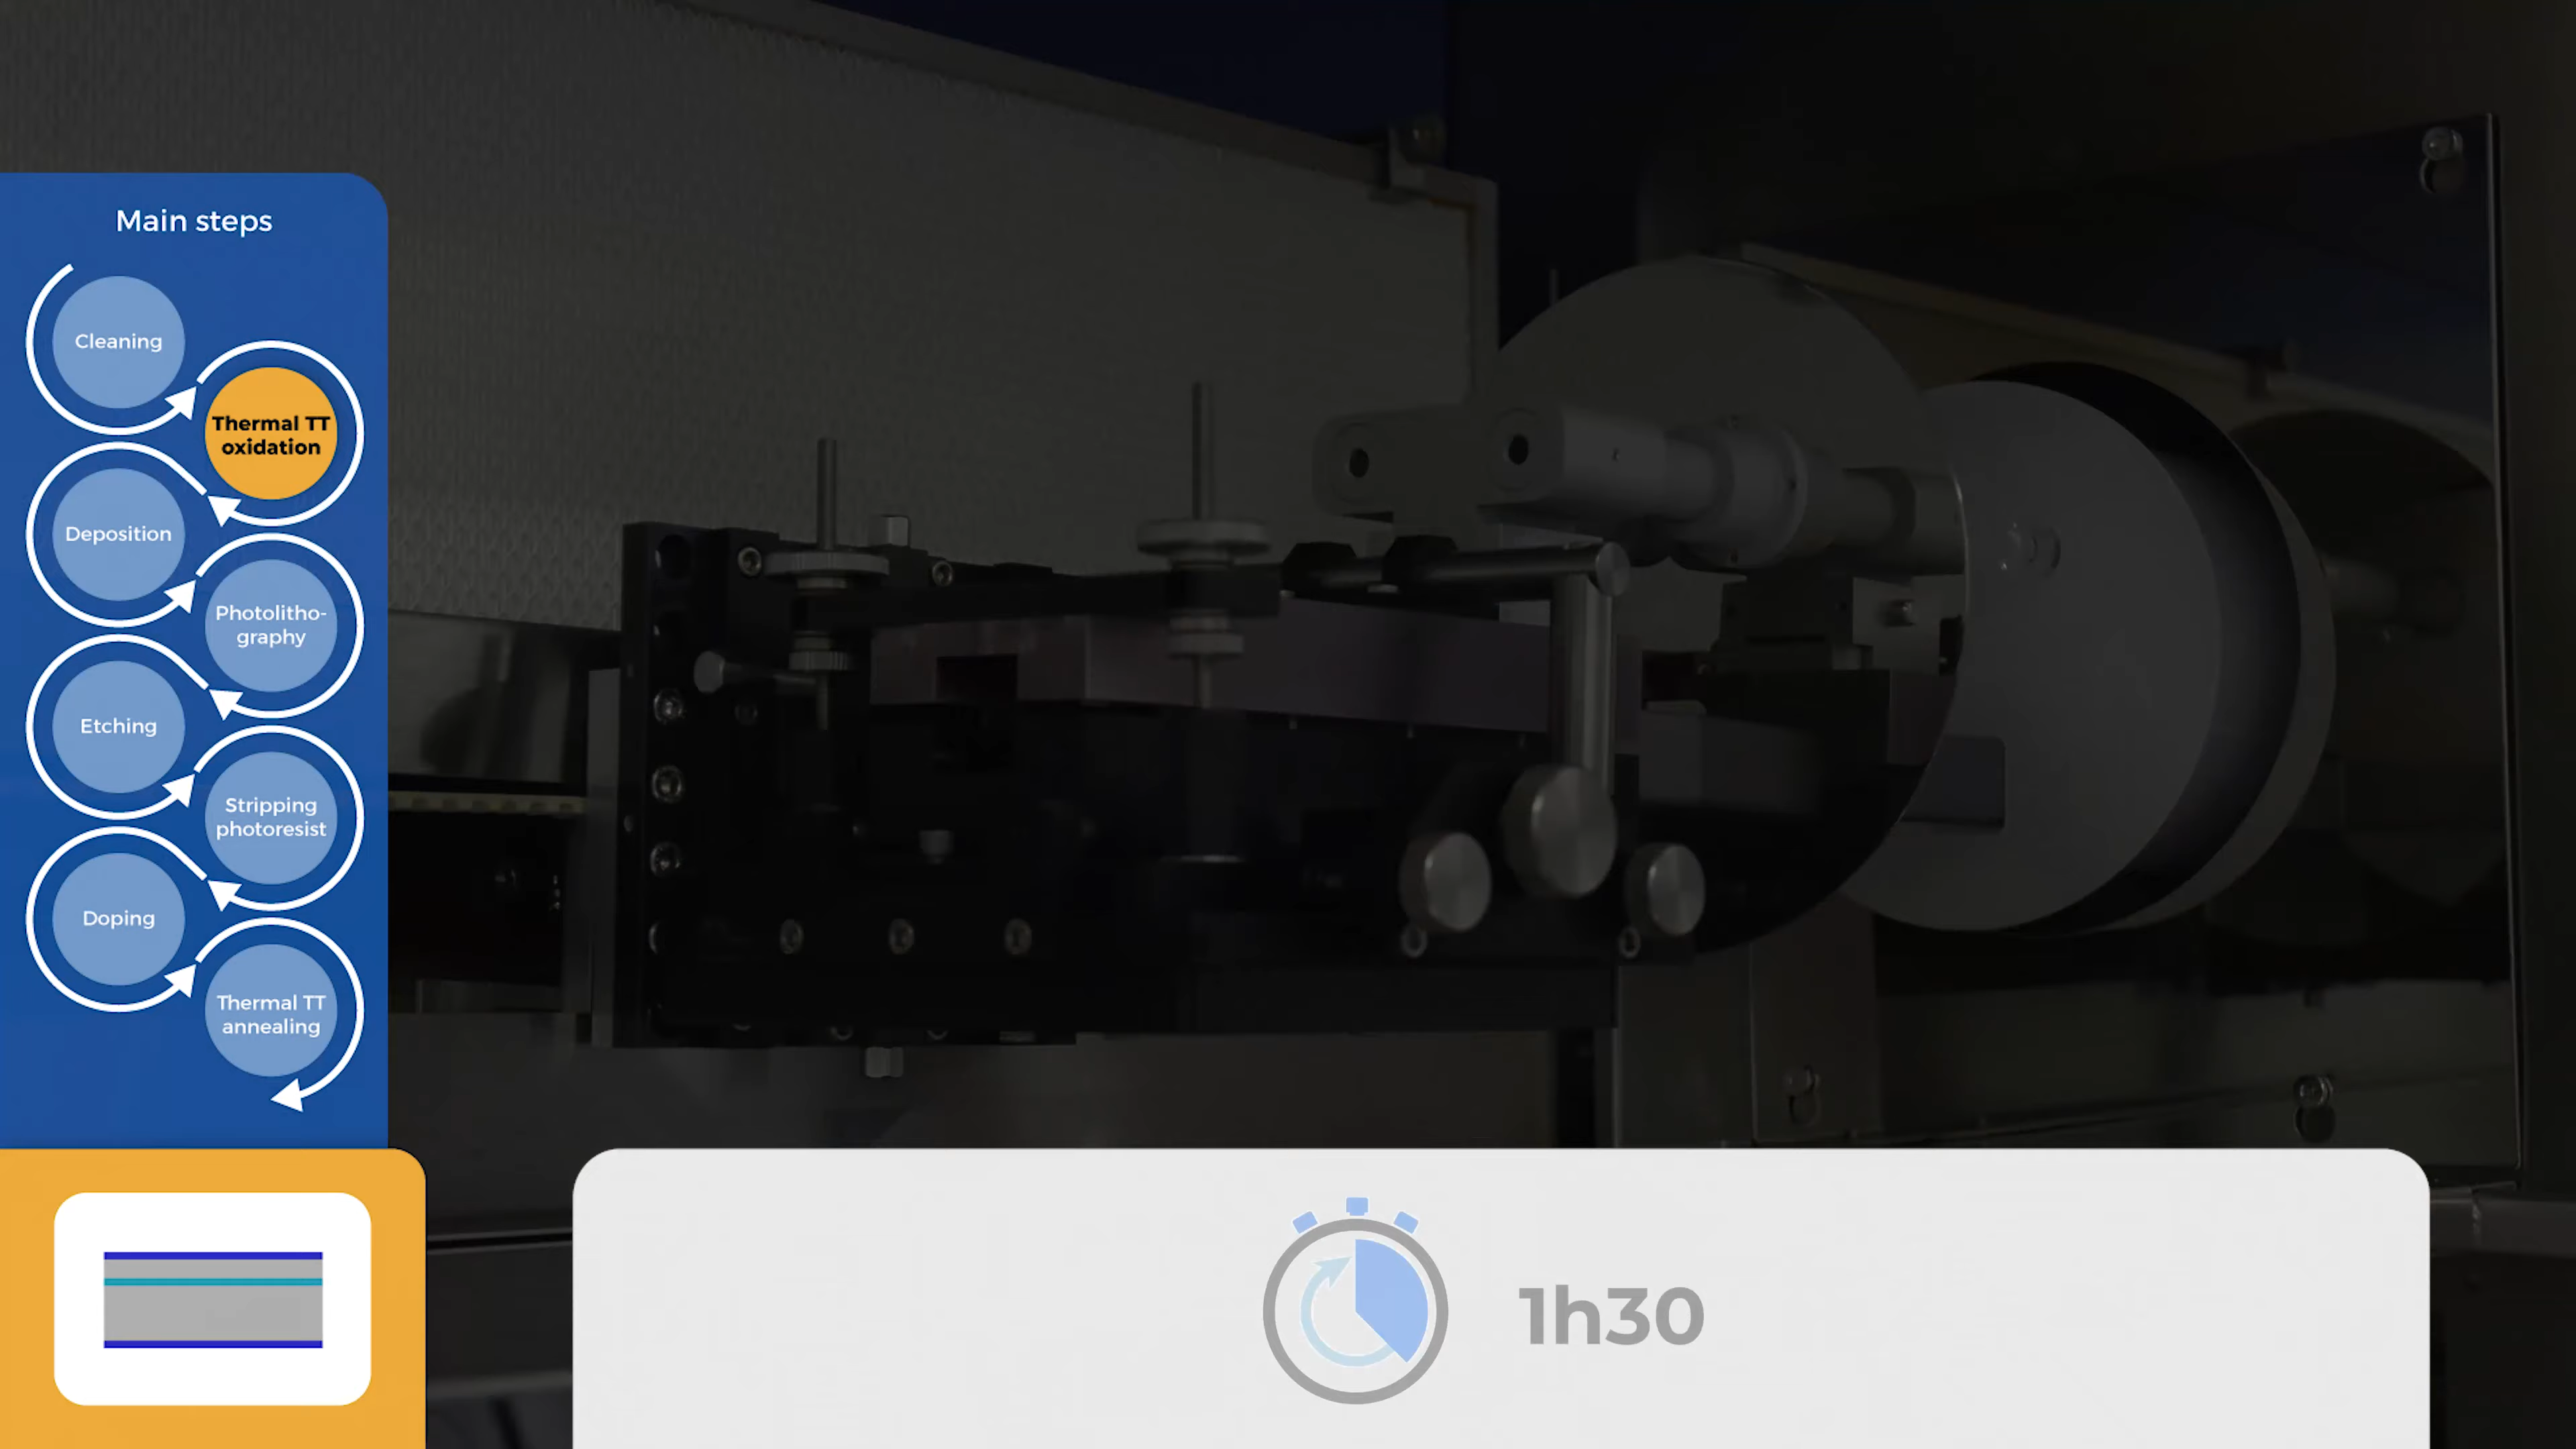 Main steps
Cleaning
Thermal TT
oxidation
Deposition
Photolitho-
graphy
Etching
Stripping
photoresist
Doping
Thermal TT
annealing
1h30